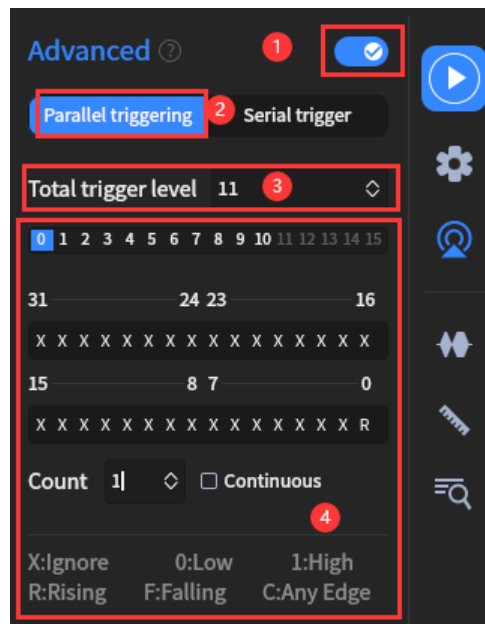 Advanced ? 1
Parallel triggering 2 Serial trigger
Total trigger level 11 3
0 1 2 3 4 5 6 7 8 9 10 11 12 13 14 15
31 24 23 16
X X X X X X X X X X X X X X X X
15 8 7 0
X X X X X X X X X X X X X X X R
Count 1 Continuous
4
X:Ignore 0:Low 1:High
R:Rising F:Falling C:Any Edge